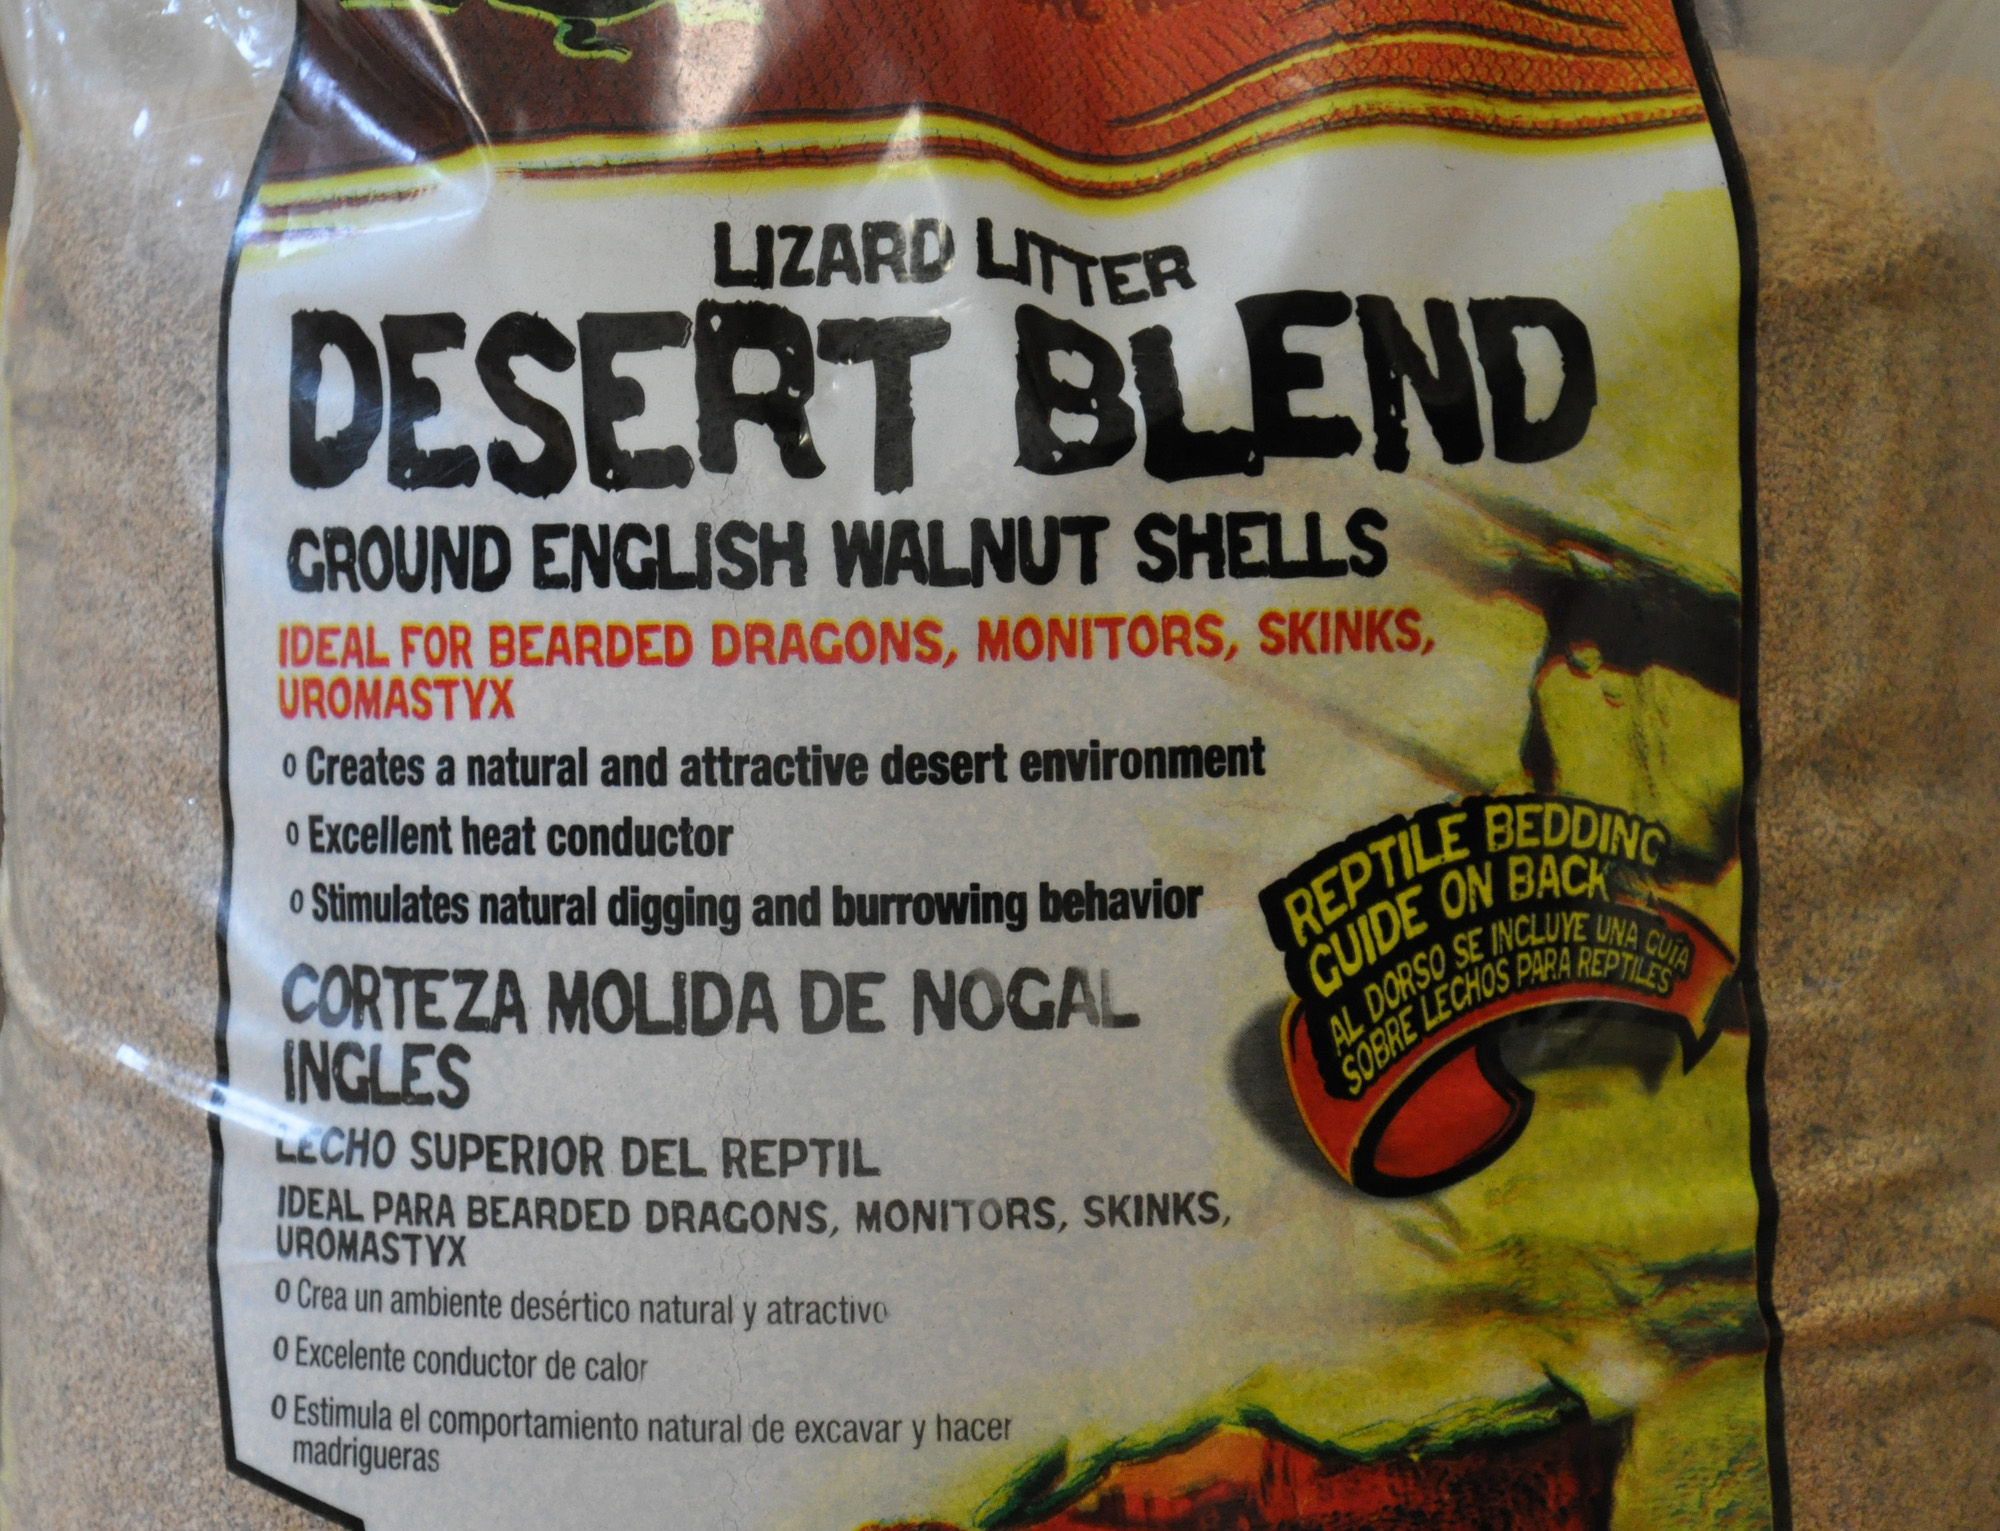 LIZARD LITTER
DESERT BLEND
GROUND ENGLISH WALNUT SHELLS
IDEAL FOR BEARDED DRAGONS, MONITORS, SKINKS,
UROMASTYX
o Creates a natural and attractive desert environment
o Excellent heat conductor
o Stimulates natural digging and burrowing behavior
REPTILE BEDDING
GUIDE ON BACK
AL DORSO SE INCLUYE UNA GUÍA
SOBRE LECHOS PARA REPTILES
CORTEZA MOLIDA DE NOGAL
INGLES
LECHO SUPERIOR DEL REPTIL
IDEAL PARA BEARDED DRAGONS, MONITORS, SKINKS,
UROMASTYX
o Crea un ambiente desértico natural y atractivo
o Excelente conductor de calor
o Estimula el comportamiento natural de excavar y hacer
madrigueras